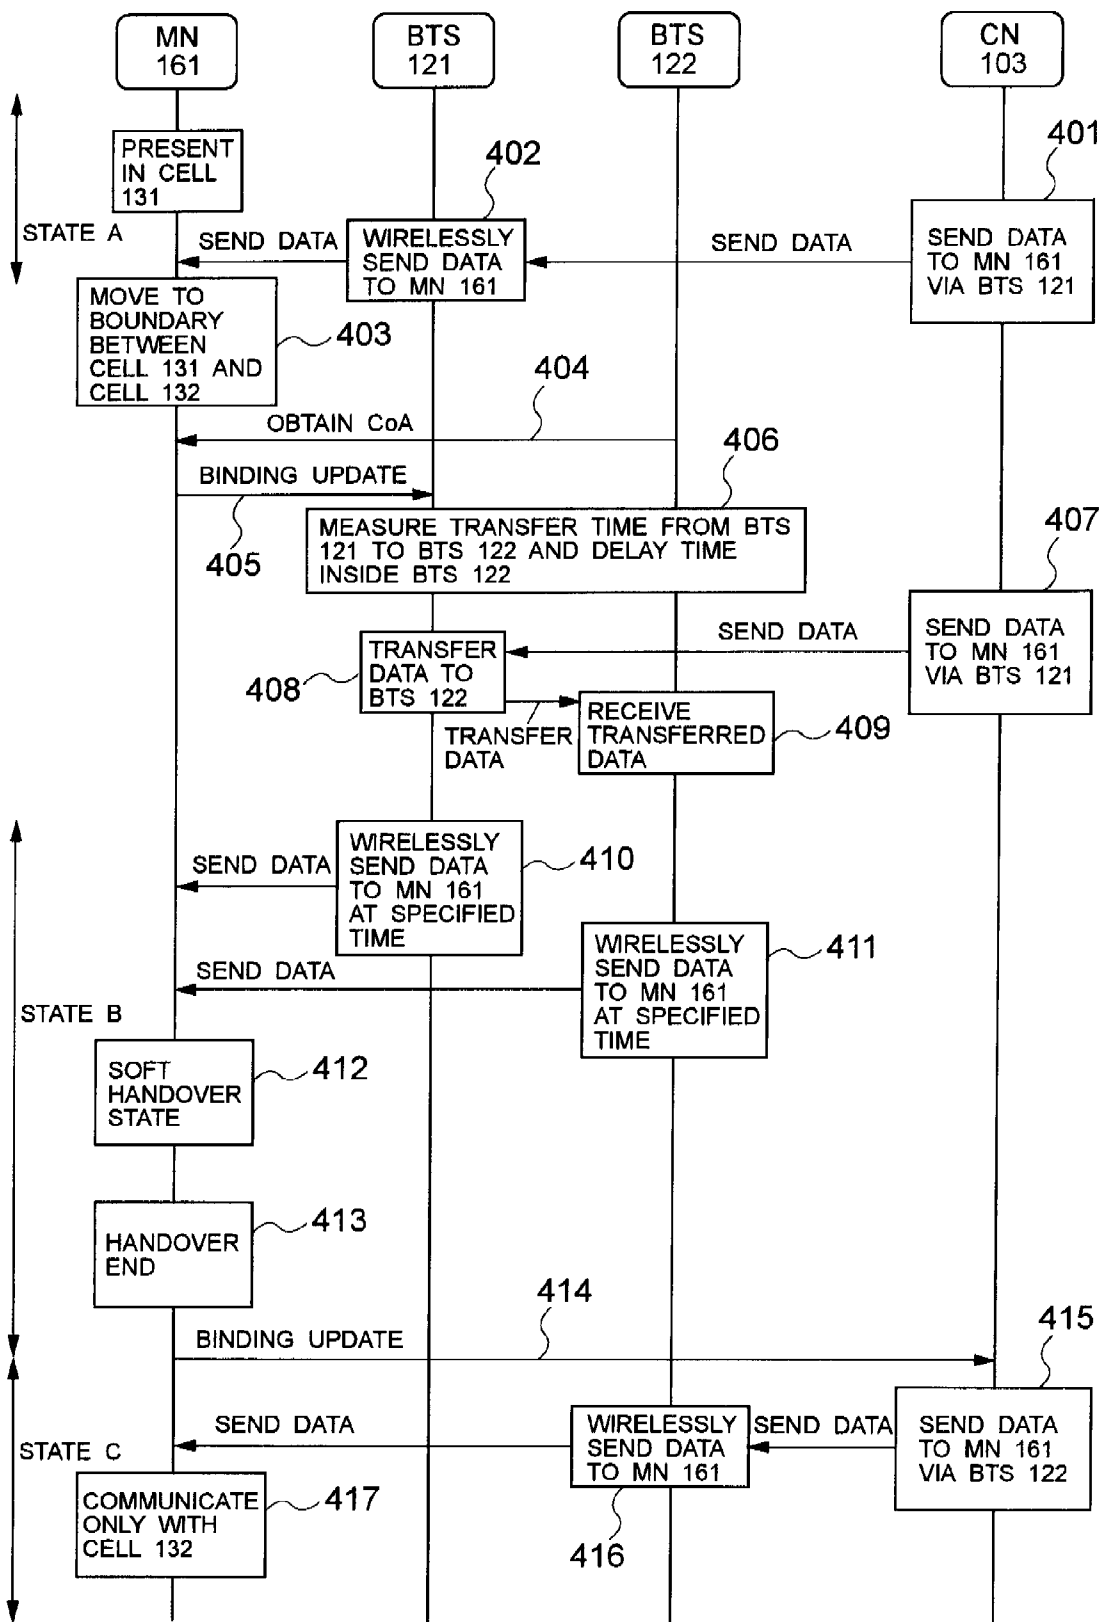 MN
161
BTS
121
BTS
122
CN
103
PRESENT
IN CELL
131
402
401
STATE A
SEND DATA
WIRELESSLY
SEND DATA
TO MN 161
SEND DATA
SEND DATA
TO MN 161
VIA BTS 121
MOVE TO
BOUNDARY
BETWEEN
CELL 131 AND
CELL 132
403
404
OBTAIN CoA
406
BINDING UPDATE
405
MEASURE TRANSFER TIME FROM BTS
121 TO BTS 122 AND DELAY TIME
INSIDE BTS 122
407
SEND DATA
SEND DATA
TO MN 161
VIA BTS 121
408
TRANSFER
DATA TO
BTS 122
TRANSFER
DATA
RECEIVE
TRANSFERRED
DATA
409
SEND DATA
WIRELESSLY
SEND DATA
TO MN 161
AT SPECIFIED
TIME
410
SEND DATA
WIRELESSLY
SEND DATA
TO MN 161
AT SPECIFIED
TIME
411
STATE B
SOFT
HANDOVER
STATE
412
HANDOVER
END
413
414
BINDING UPDATE
415
STATE C
SEND DATA
WIRELESSLY
SEND DATA
TO MN 161
SEND DATA
SEND DATA
TO MN 161
VIA BTS 122
416
COMMUNICATE
ONLY WITH
CELL 132
417